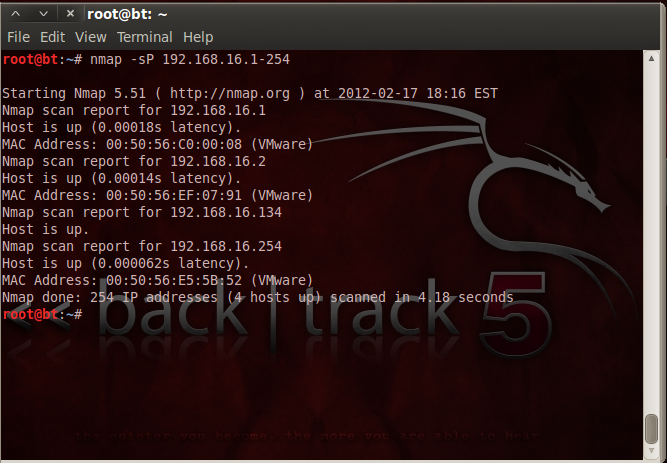 root@bt: ~
File Edit View Terminal Help
root@bt:~# nmap -sP 192.168.16.1-254
Starting Nmap 5.51 ( http://nmap.org ) at 2012-02-17 18:16 EST
Nmap scan report for 192.168.16.1
Host is up (0.00018s latency).
MAC Address: 00:50:56:C0:00:08 (VMware)
Nmap scan report for 192.168.16.2
Host is up (0.00014s latency).
MAC Address: 00:50:56:EF:07:91 (VMware)
Nmap scan report for 192.168.16.134
Host is up.
Nmap scan report for 192.168.16.254
Host is up (0.000062s latency).
MAC Address: 00:50:56:E5:5B:52 (VMware)
Nmap done: 254 IP addresses (4 hosts up) scanned in 4.18 seconds
root@bt:~#
<< back | track 5
the quieter you become, the more you are able to hear